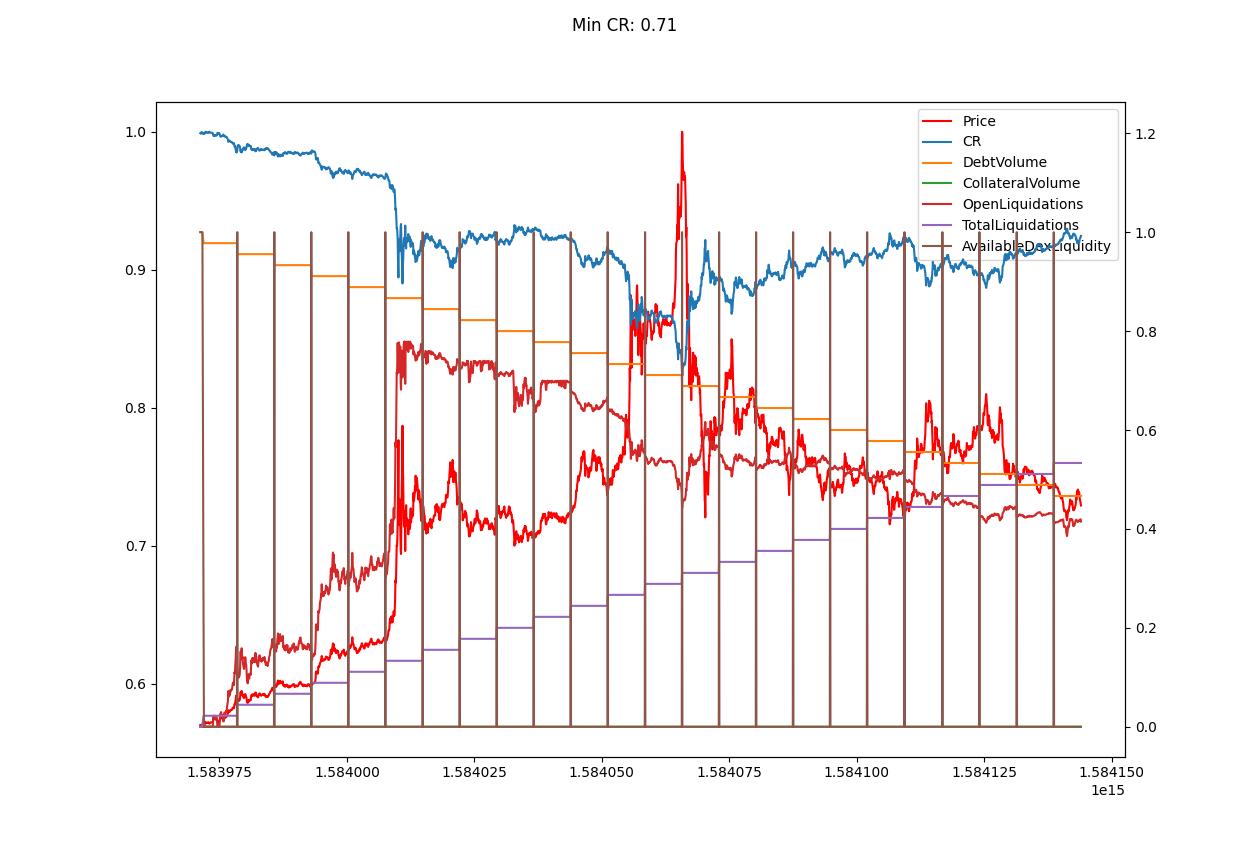 Min CR: 0.71
1.0
0.9
0.8
0.7
0.6
1.2
1.0
0.8
0.6
0.4
0.2
0.0
Price
CR
DebtVolume
CollateralVolume
OpenLiquidations
TotalLiquidations
AvailableDexLiquidity
1.583975 1.584000 1.584025 1.584050 1.584075 1.584100 1.584125 1.584150
1e15